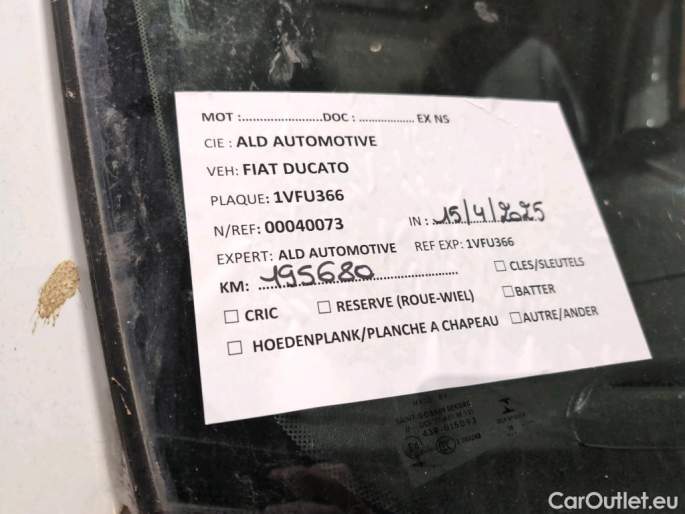 MOT :........................DOC : .................. EX NS
CIE : ALD AUTOMOTIVE
VEH: FIAT DUCATO
PLAQUE: 1VFU366
N/REF: 00040073 IN : 15/4/2025
EXPERT: ALD AUTOMOTIVE REF EXP: 1VFU366
KM: 195680
☐ CLES/SLEUTELS
☐ CRIC ☐ RESERVE (ROUE-WIEL) ☐BATTER
☐ HOEDENPLANK/PLANCHE A CHAPEAU ☐AUTRE/ANDER
CarOutlet.eu